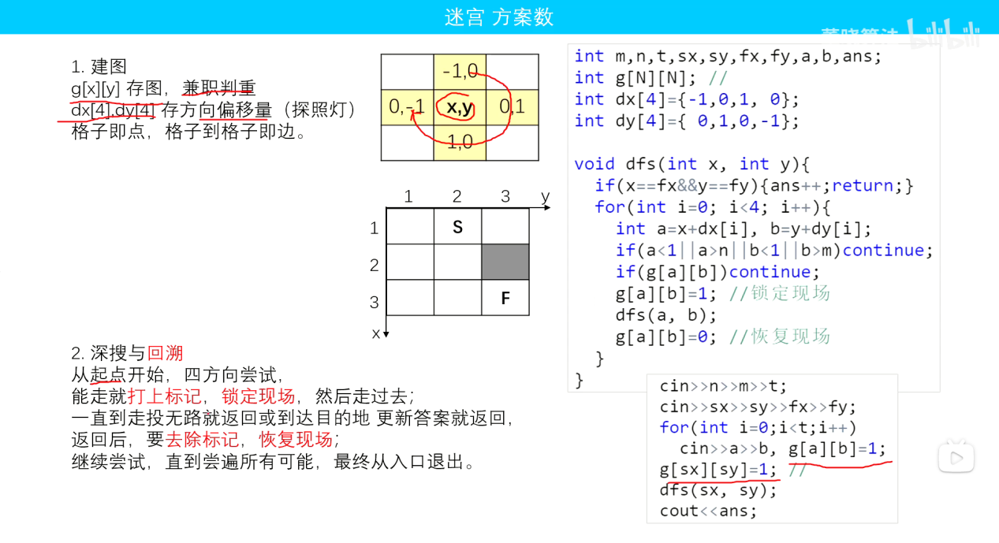 迷宫 方案数
董晓算法 bilibili
1. 建图
g[x][y] 存图，兼职判重
dx[4].dy[4] 存方向偏移量（探照灯）
格子即点，格子到格子即边。
-1,0
0,-1 x,y 0,1
1,0
1 2 3 y
1 S
2
3 F
x
2. 深搜与回溯
从起点开始，四方向尝试，
能走就打上标记，锁定现场，然后走过去；
一直到走投无路就返回或到达目的地 更新答案就返回，
返回后，要去除标记，恢复现场；
继续尝试，直到尝遍所有可能，最终从入口退出。
int m,n,t,sx,sy,fx,fy,a,b,ans;
int g[N][N]; //
int dx[4]={-1,0,1, 0};
int dy[4]={ 0,1,0,-1};
void dfs(int x, int y){
if(x==fx&&y==fy){ans++;return;}
for(int i=0; i<4; i++){
int a=x+dx[i], b=y+dy[i];
if(a<1||a>n||b<1||b>m)continue;
if(g[a][b])continue;
g[a][b]=1; //锁定现场
dfs(a, b);
g[a][b]=0; //恢复现场
}
}
cin>>n>>m>>t;
cin>>sx>>sy>>fx>>fy;
for(int i=0;i<t;i++)
cin>>a>>b, g[a][b]=1;
g[sx][sy]=1; //
dfs(sx, sy);
cout<<ans;